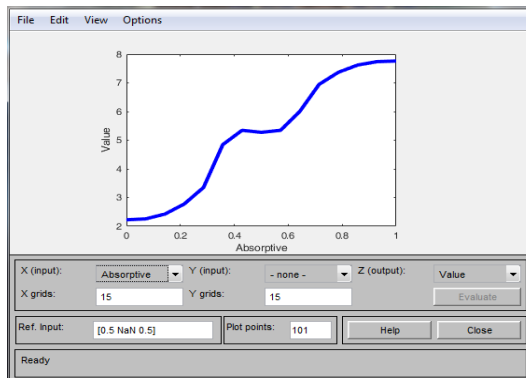 File Edit View Options
8
7
6
5
4
3
2
Value
0 0.2 0.4 0.6 0.8 1
Absorptive
X (input): Absorptive Y (input): - none - Z (output): Value
X grids: 15 Y grids: 15 Evaluate
Ref. Input: [0.5 NaN 0.5] Plot points: 101 Help Close
Ready